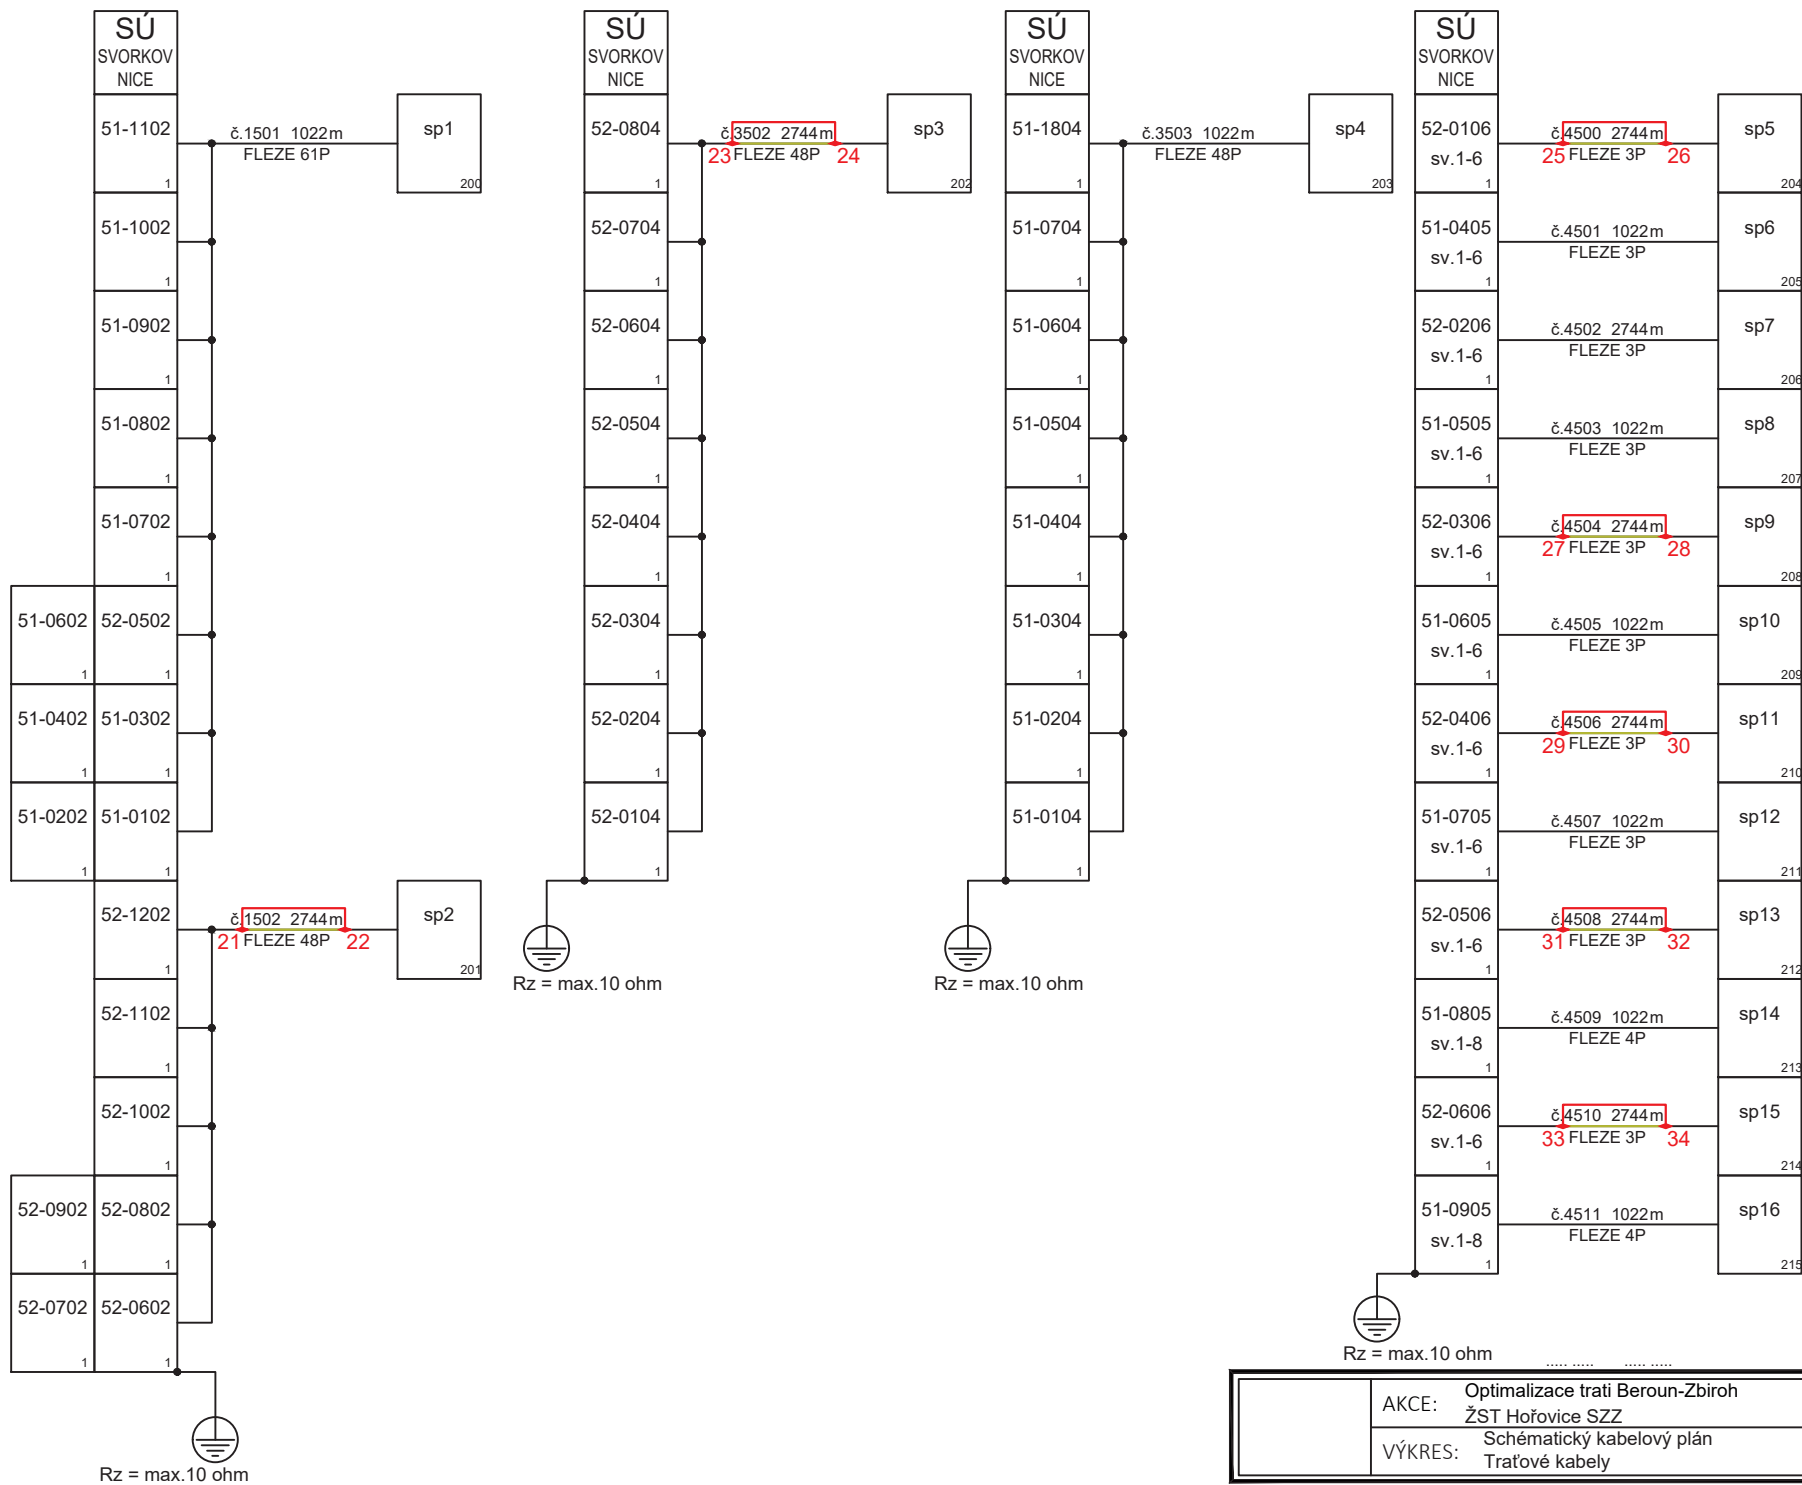 SÚ
SVORKOV
NICE
51-1102
1
č.1501 1022m
FLEZE 61P
sp1
200
51-1002
1
51-0902
1
51-0802
1
51-0702
1
51-0602
1
52-0502
1
51-0402
1
51-0302
1
51-0202
1
51-0102
1
52-1202
1
č.1502 2744m
21 FLEZE 48P 22
sp2
201
52-1102
1
52-1002
1
52-0902
1
52-0802
1
52-0702
1
52-0602
1
Rz = max.10 ohm
SÚ
SVORKOV
NICE
52-0804
1
č.3502 2744m
23 FLEZE 48P 24
sp3
202
52-0704
1
52-0604
1
52-0504
1
52-0404
1
52-0304
1
52-0204
1
52-0104
1
Rz = max.10 ohm
SÚ
SVORKOV
NICE
51-1804
1
č.3503 1022m
FLEZE 48P
sp4
203
51-0704
1
51-0604
1
51-0504
1
51-0404
1
51-0304
1
51-0204
1
51-0104
1
Rz = max.10 ohm
SÚ
SVORKOV
NICE
52-0106
sv.1-6
1
č.4500 2744m
25 FLEZE 3P 26
sp5
204
51-0405
sv.1-6
1
č.4501 1022m
FLEZE 3P
sp6
205
52-0206
sv.1-6
1
č.4502 2744m
FLEZE 3P
sp7
206
51-0505
sv.1-6
1
č.4503 1022m
FLEZE 3P
sp8
207
52-0306
sv.1-6
1
č.4504 2744m
27 FLEZE 3P 28
sp9
208
51-0605
sv.1-6
1
č.4505 1022m
FLEZE 3P
sp10
209
52-0406
sv.1-6
1
č.4506 2744m
29 FLEZE 3P 30
sp11
210
51-0705
sv.1-6
1
č.4507 1022m
FLEZE 3P
sp12
211
52-0506
sv.1-6
1
č.4508 2744m
31 FLEZE 3P 32
sp13
212
51-0805
sv.1-8
1
č.4509 1022m
FLEZE 4P
sp14
213
52-0606
sv.1-6
1
č.4510 2744m
33 FLEZE 3P 34
sp15
214
51-0905
sv.1-8
1
č.4511 1022m
FLEZE 4P
sp16
215
Rz = max.10 ohm
..... ..... ..... .....
AKCE: Optimalizace trati Beroun-Zbiroh
ŽST Hořovice SZZ
VÝKRES: Schématický kabelový plán
Traťové kabely